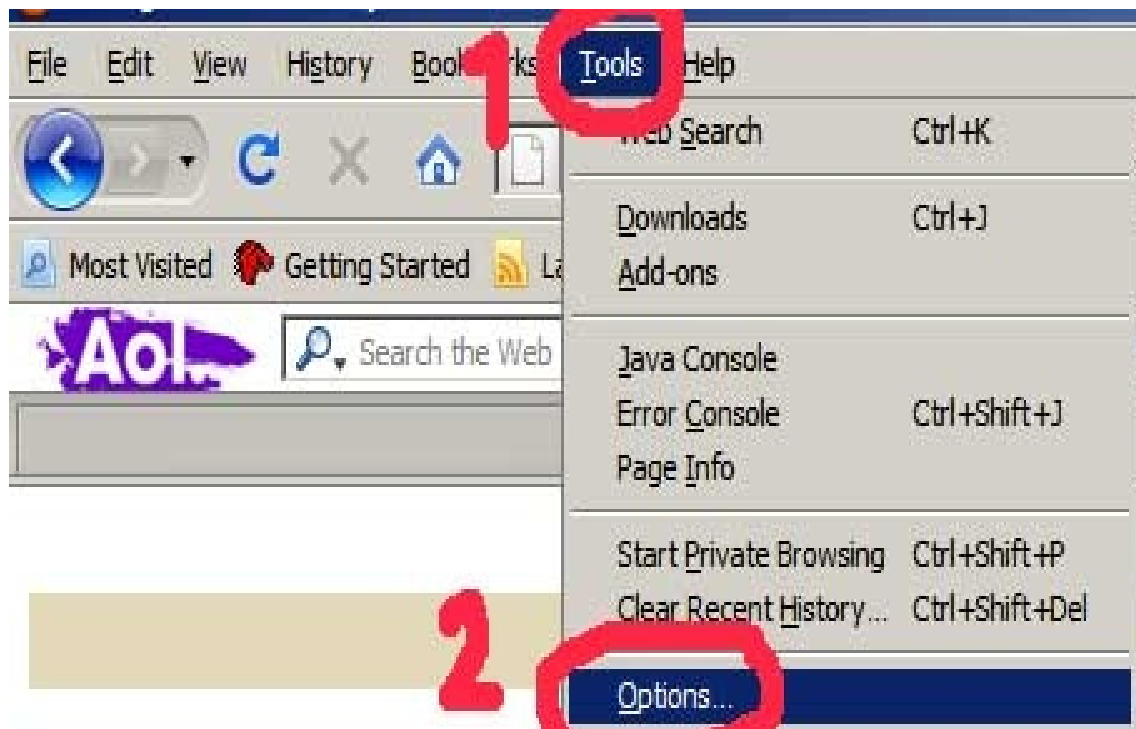 File Edit View History Tools Help
1
Web Search Ctrl+K
Downloads Ctrl+J
Most Visited Getting Started
Add-ons
Aol. Search the Web
Java Console
Error Console Ctrl+Shift+J
Page Info
Start Private Browsing Ctrl+Shift+P
Clear Recent History... Ctrl+Shift+Del
2
Options...